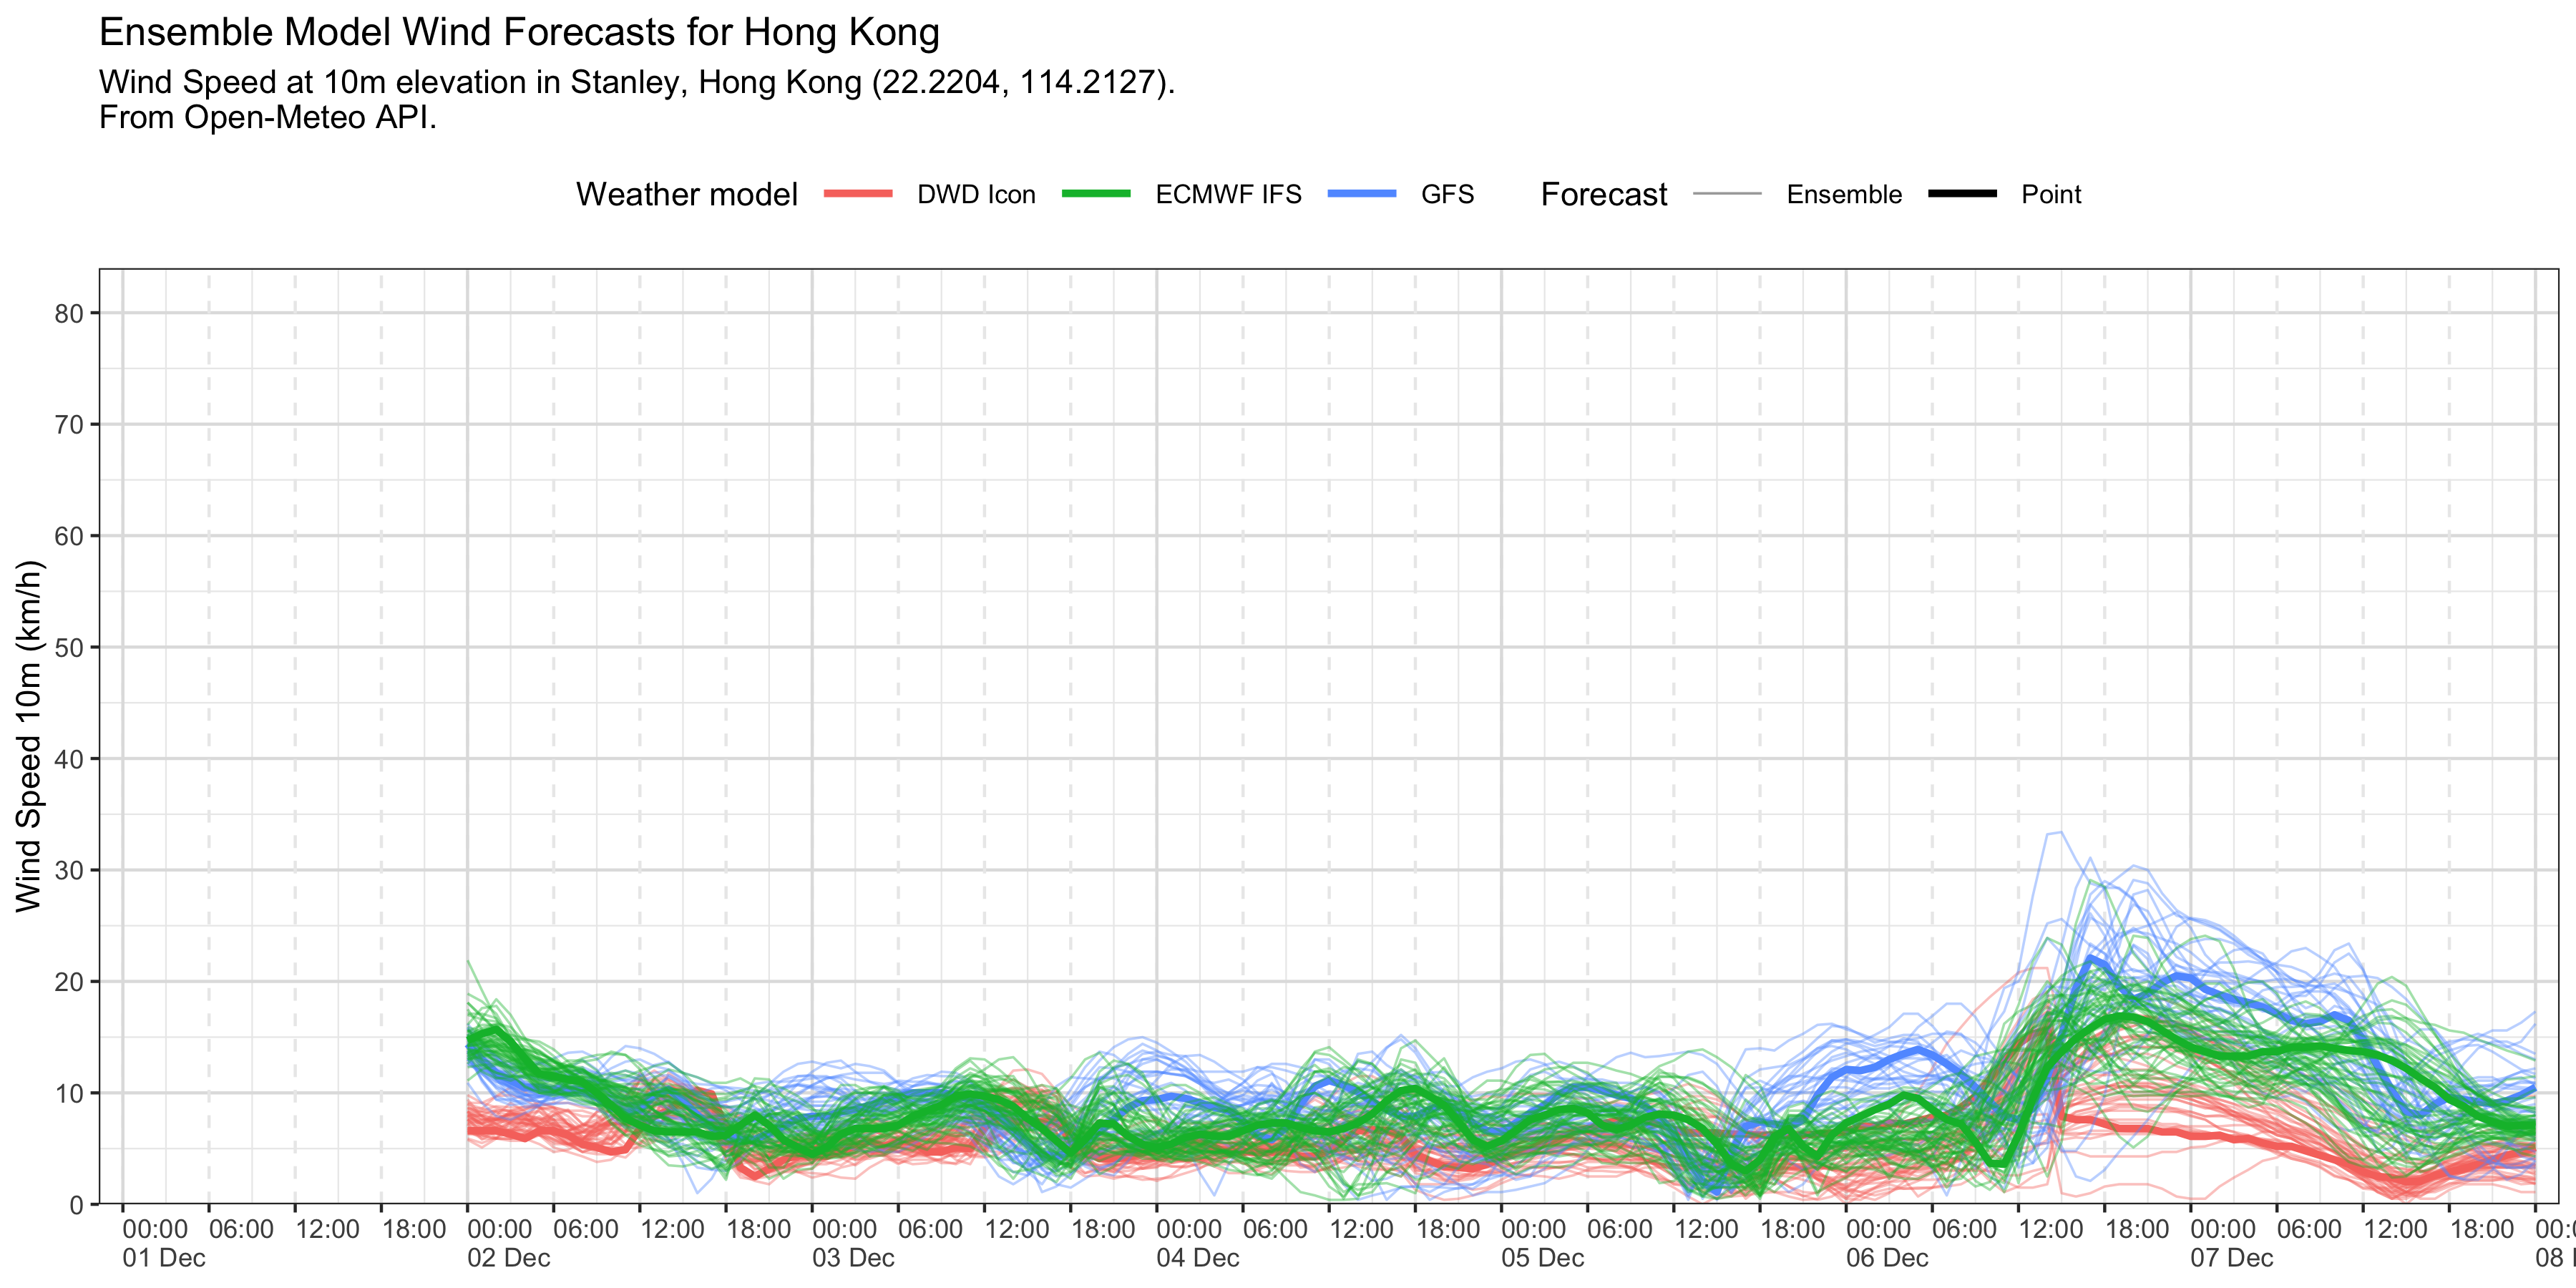 Ensemble Model Wind Forecasts for Hong Kong
Wind Speed at 10m elevation in Stanley, Hong Kong (22.2204, 114.2127).
From Open-Meteo API.
Weather model DWD Icon ECMWF IFS GFS Forecast Ensemble Point
Wind Speed 10m (km/h)
80
70
60
50
40
30
20
10
0
00:00 06:00 12:00 18:00 00:00 06:00 12:00 18:00 00:00 06:00 12:00 18:00 00:00 06:00 12:00 18:00 00:00 06:00 12:00 18:00 00:00 06:00 12:00 18:00 00:00 06:00 12:00 18:00
01 Dec 02 Dec 03 Dec 04 Dec 05 Dec 06 Dec 07 Dec 08